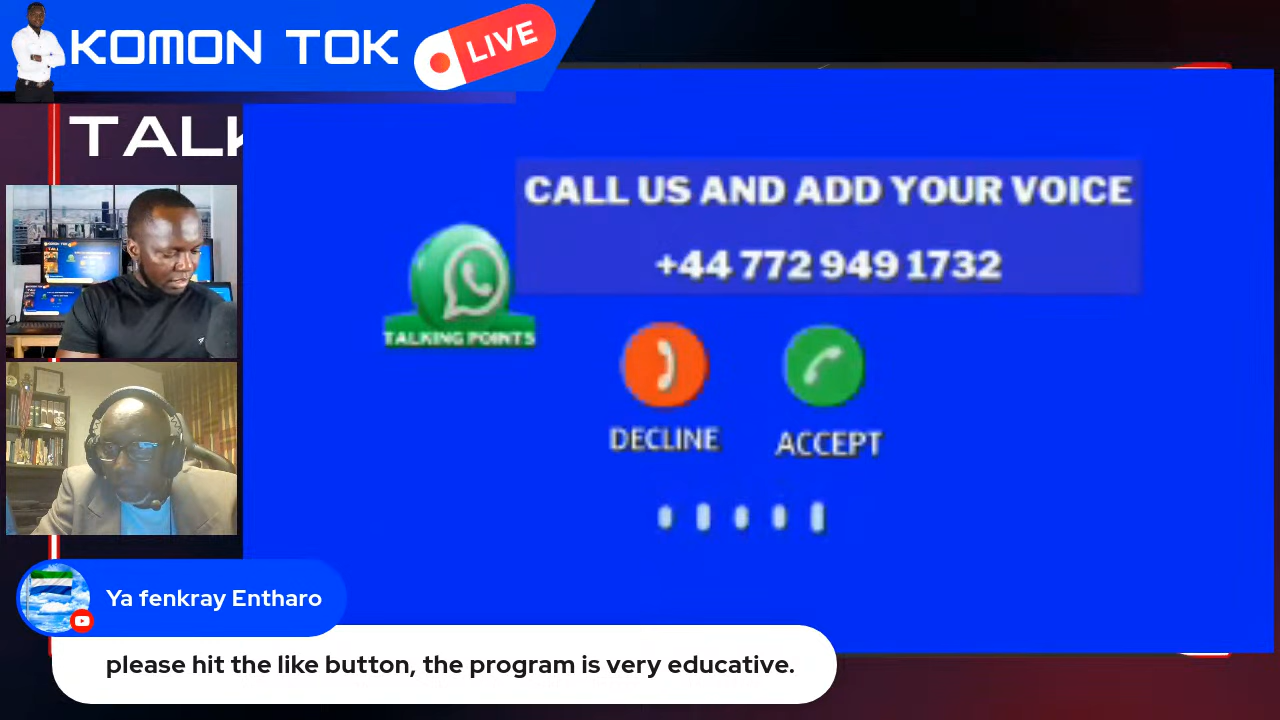 KOMON TOK
LIVE
TALK
CALL US AND ADD YOUR VOICE
+44 772 949 1732
TALKING POINTS
DECLINE
ACCEPT
Ya fenkray Entharo
please hit the like button, the program is very educative.